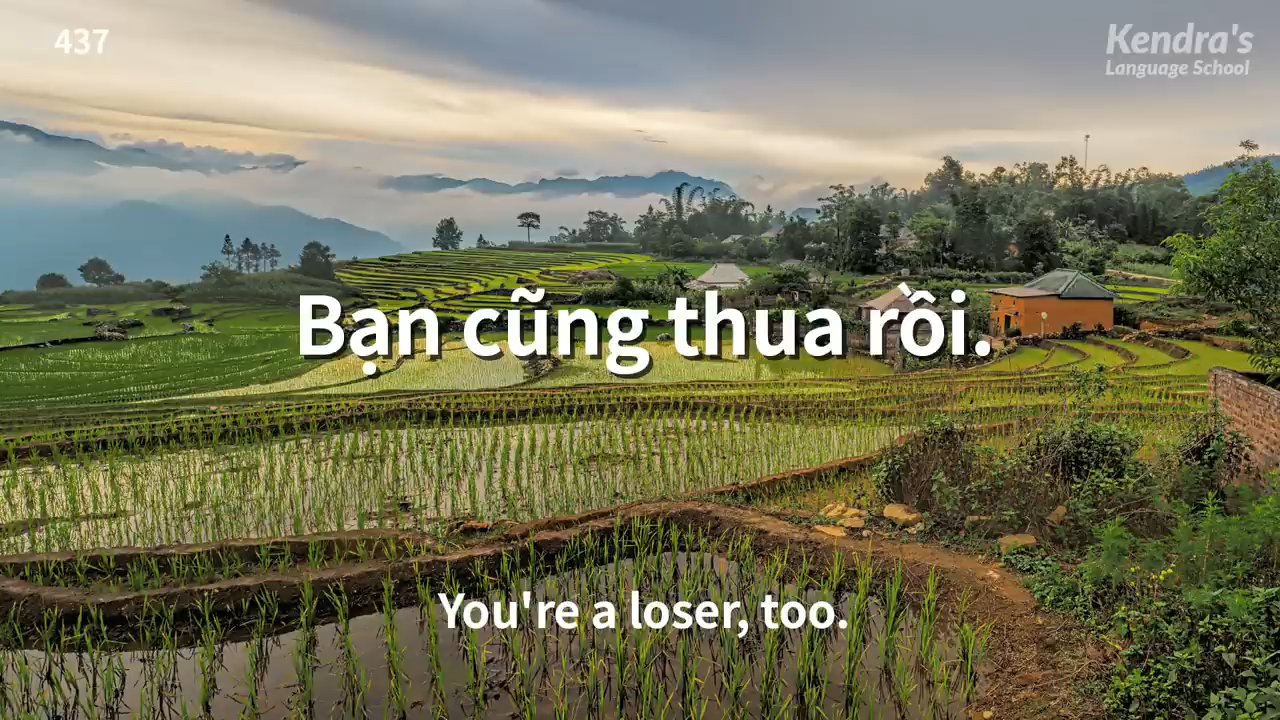 437
Kendra's
Language School
Bạn cũng thua rồi.
You're a loser, too.